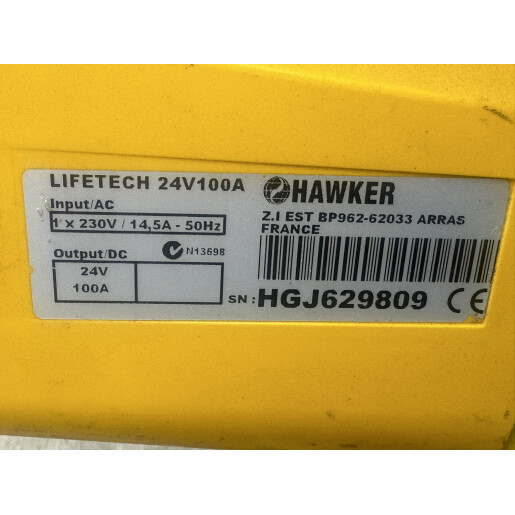 LIFETECH 24V100A
HAWKER
Input/AC
1 x 230V / 14,5A - 50Hz
Z.I EST BP962-62033 ARRAS
FRANCE
Output/DC
N13698
24V
100A
SN : HGJ629809
CE